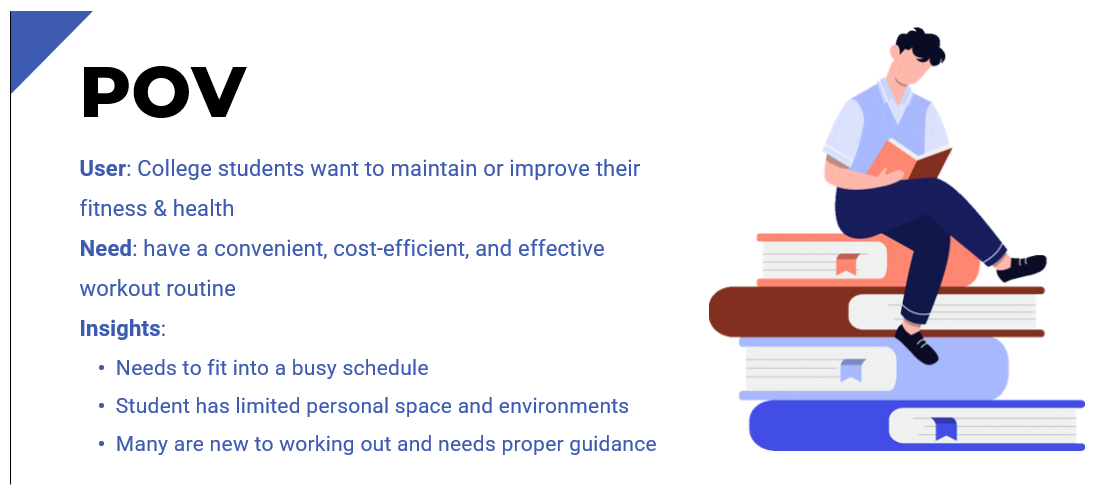 POV
User: College students want to maintain or improve their
fitness & health
Need: have a convenient, cost-efficient, and effective
workout routine
Insights:
• Needs to fit into a busy schedule
• Student has limited personal space and environments
• Many are new to working out and needs proper guidance